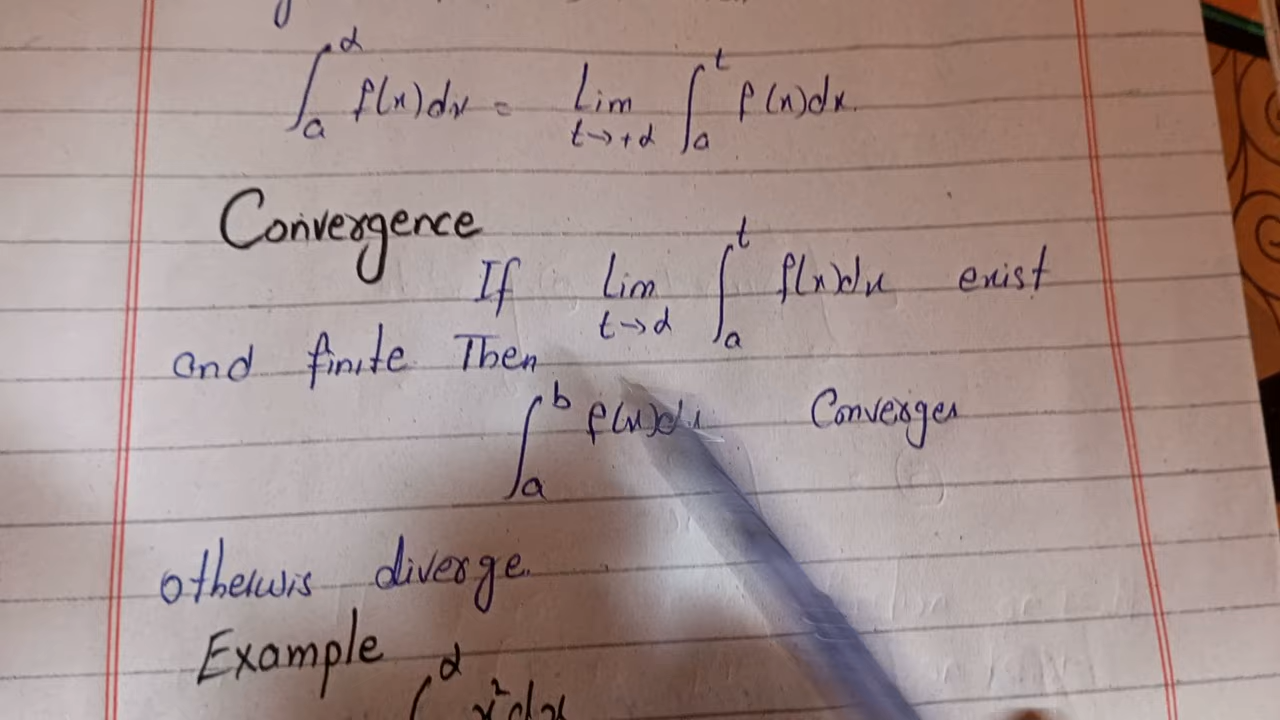 ∫_a^α f(x)dx = Lim_{t→+α} ∫_a^t f(x)dx.
Convergence
If Lim_{t→α} ∫_a^t f(x)dx exist
and finite Then
∫_a^b f(x)dx Converges
otherwis diverge.
Example
∫^α x²dx